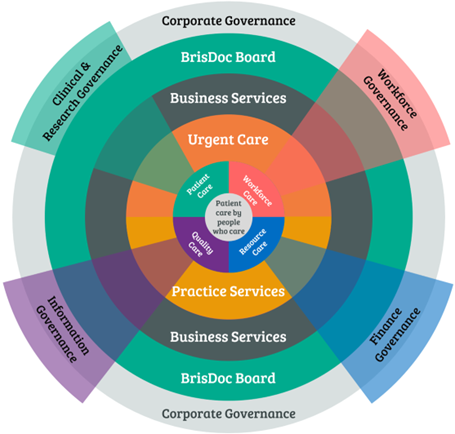 Corporate Governance
BrisDoc Board
Clinical &
Research Governance
Workforce
Governance
Business Services
Urgent Care
Patient
Care
Workforce
Care
Patient
care by
people
who care
Quality
Care
Resource
Care
Practice Services
Information
Governance
Finance
Governance
Business Services
BrisDoc Board
Corporate Governance